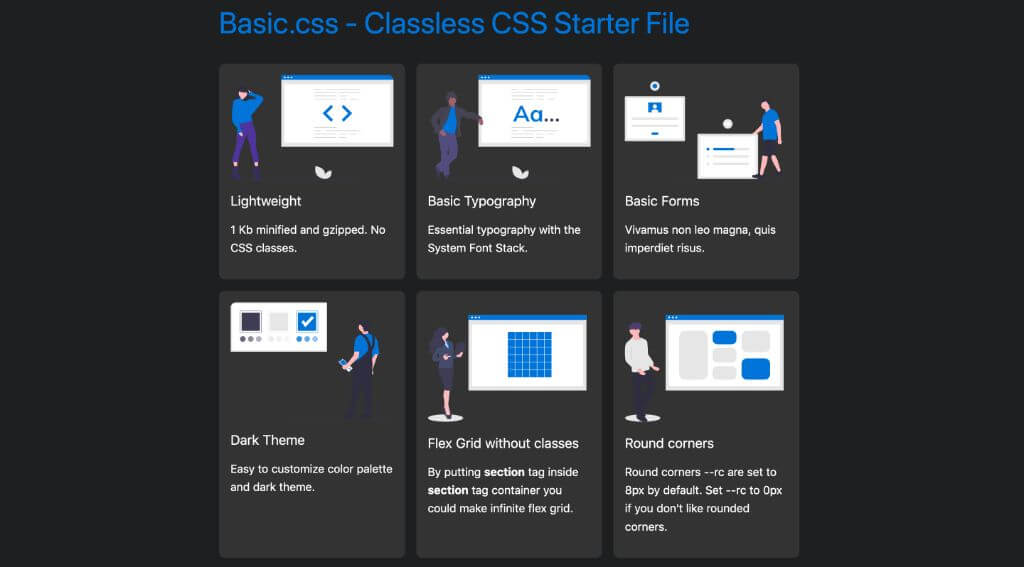 Basic.css - Classless CSS Starter File
Aa...
Lightweight
1 Kb minified and gzipped. No
CSS classes.
Basic Typography
Essential typography with the
System Font Stack.
Basic Forms
Vivamus non leo magna, quis
imperdiet risus.
Dark Theme
Easy to customize color palette
and dark theme.
Flex Grid without classes
By putting section tag inside
section tag container you
could make infinite flex grid.
Round corners
Round corners --rc are set to
8px by default. Set --rc to 0px
if you don't like rounded
corners.